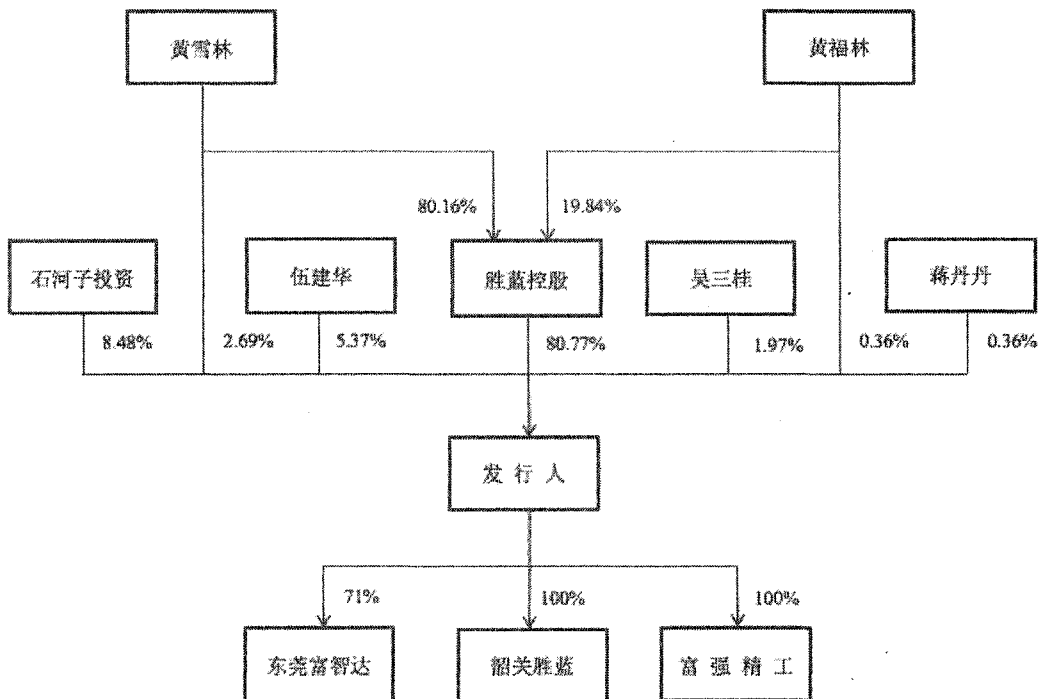 黄雪林
黄福林
80.16%
19.84%
石河子投资
伍建华
胜蓝控股
吴三桂
蒋丹丹
8.48%
2.69%
5.37%
80.77%
1.97%
0.36%
0.36%
发 行 人
71%
100%
100%
东莞富智达
韶关胜蓝
富 强 精 工